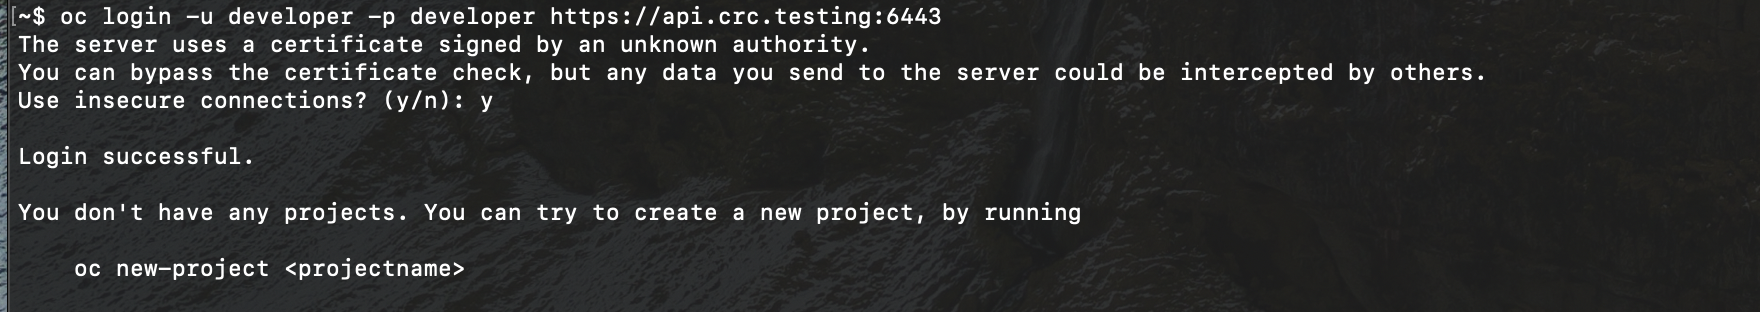 [~$ oc login -u developer -p developer https://api.crc.testing:6443
The server uses a certificate signed by an unknown authority.
You can bypass the certificate check, but any data you send to the server could be intercepted by others.
Use insecure connections? (y/n): y
Login successful.
You don't have any projects. You can try to create a new project, by running
oc new-project <projectname>